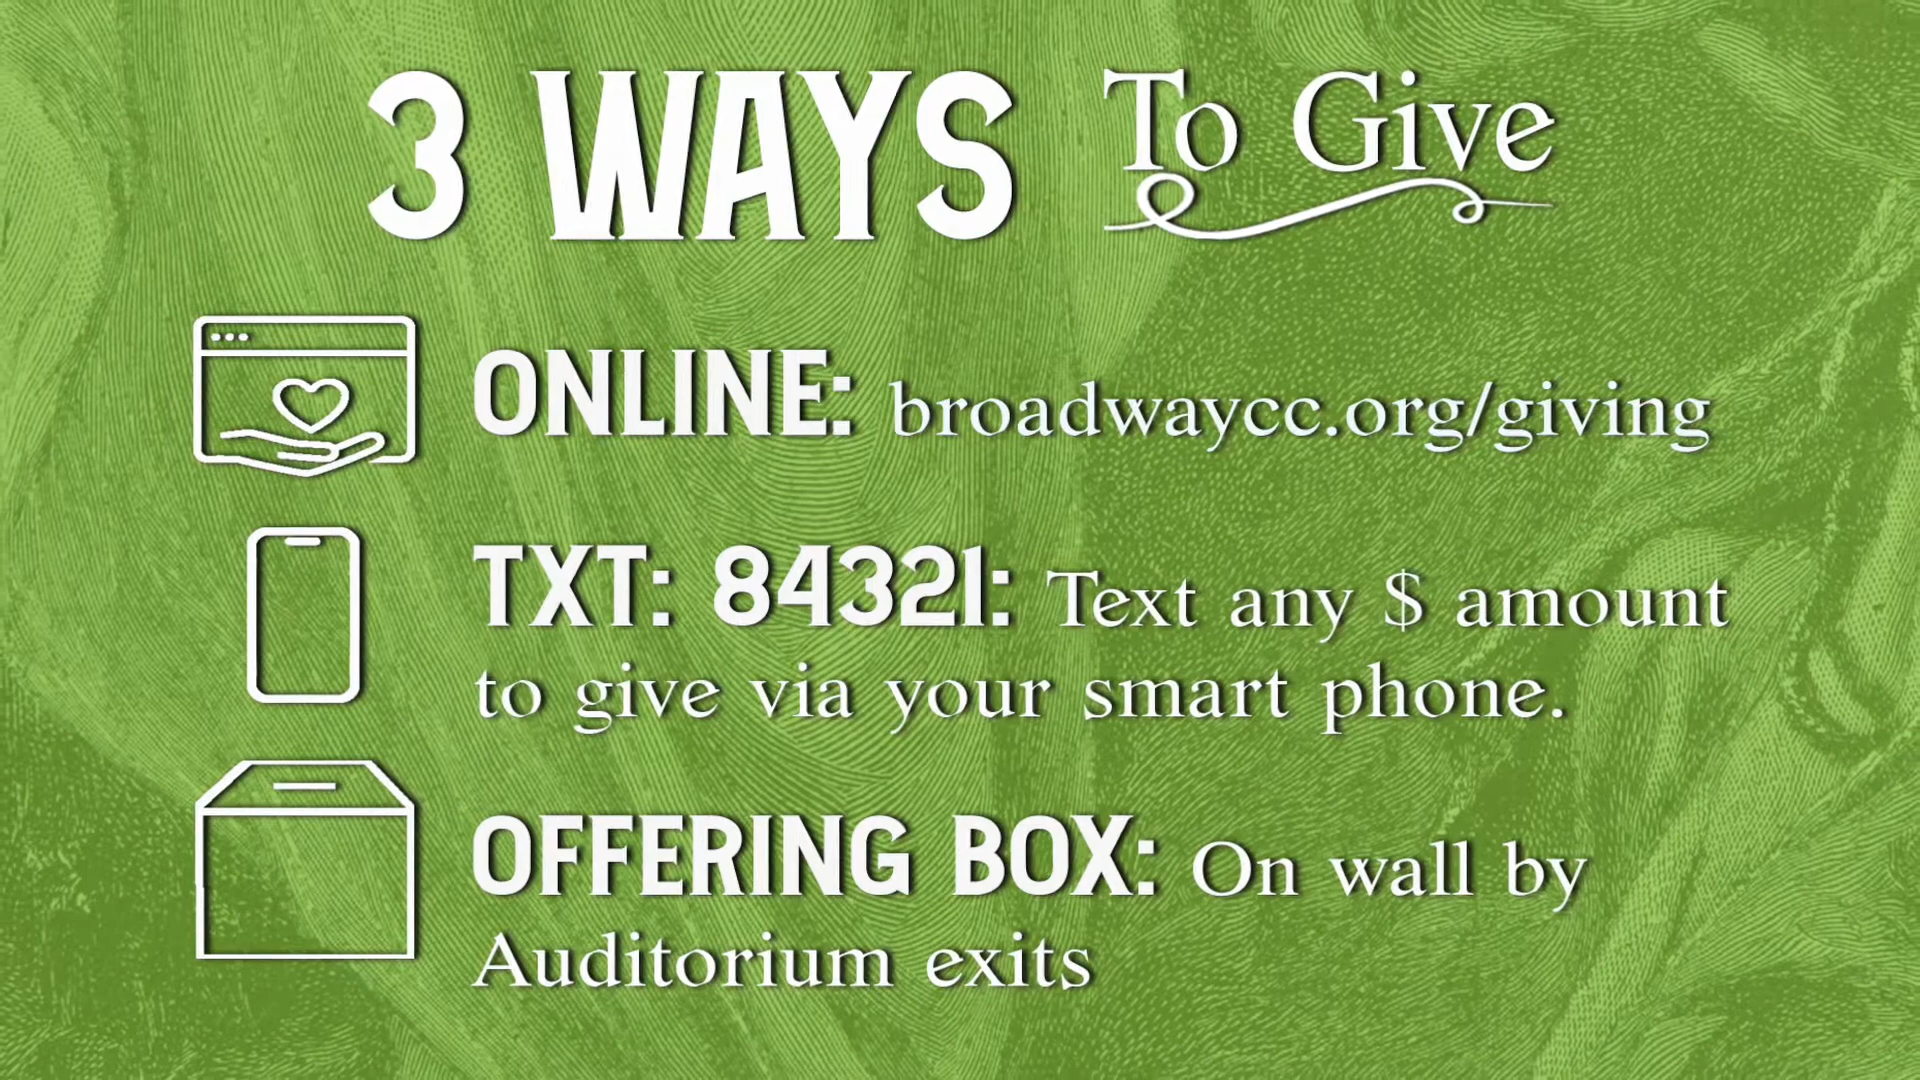 3 WAYS To Give
ONLINE: broadwaycc.org/giving
TXT: 84321: Text any $ amount
to give via your smart phone.
OFFERING BOX: On wall by
Auditorium exits